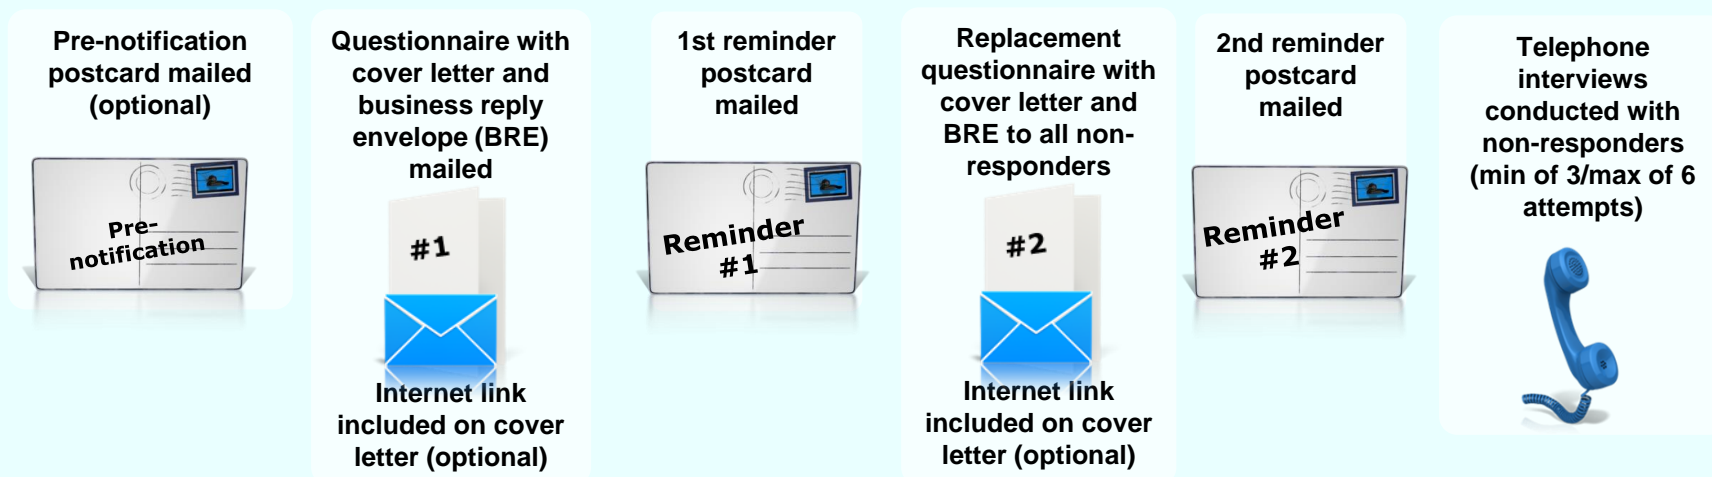 Pre-notification
postcard mailed
(optional)
Pre-
notification
Questionnaire with
cover letter and
business reply
envelope (BRE)
mailed
#1
Internet link
included on cover
letter (optional)
1st reminder
postcard
mailed
Reminder
#1
Replacement
questionnaire with
cover letter and
BRE to all non-
responders
#2
Internet link
included on cover
letter (optional)
2nd reminder
postcard
mailed
Reminder
#2
Telephone
interviews
conducted with
non-responders
(min of 3/max of 6
attempts)